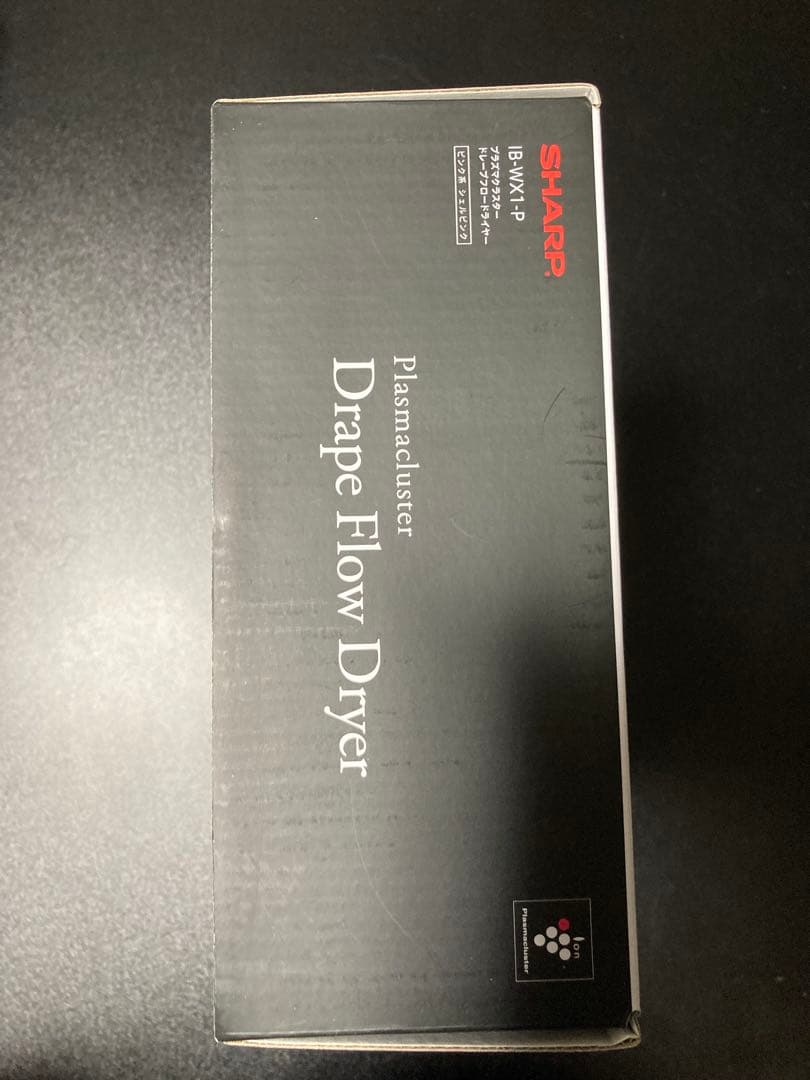 SHARP
IB-WX1-P
プラズマクラスター
ドレープフロードライヤー
ピンク系 シェルピンク
Plasmacluster
Drape Flow Dryer
Ion
Plasmacluster